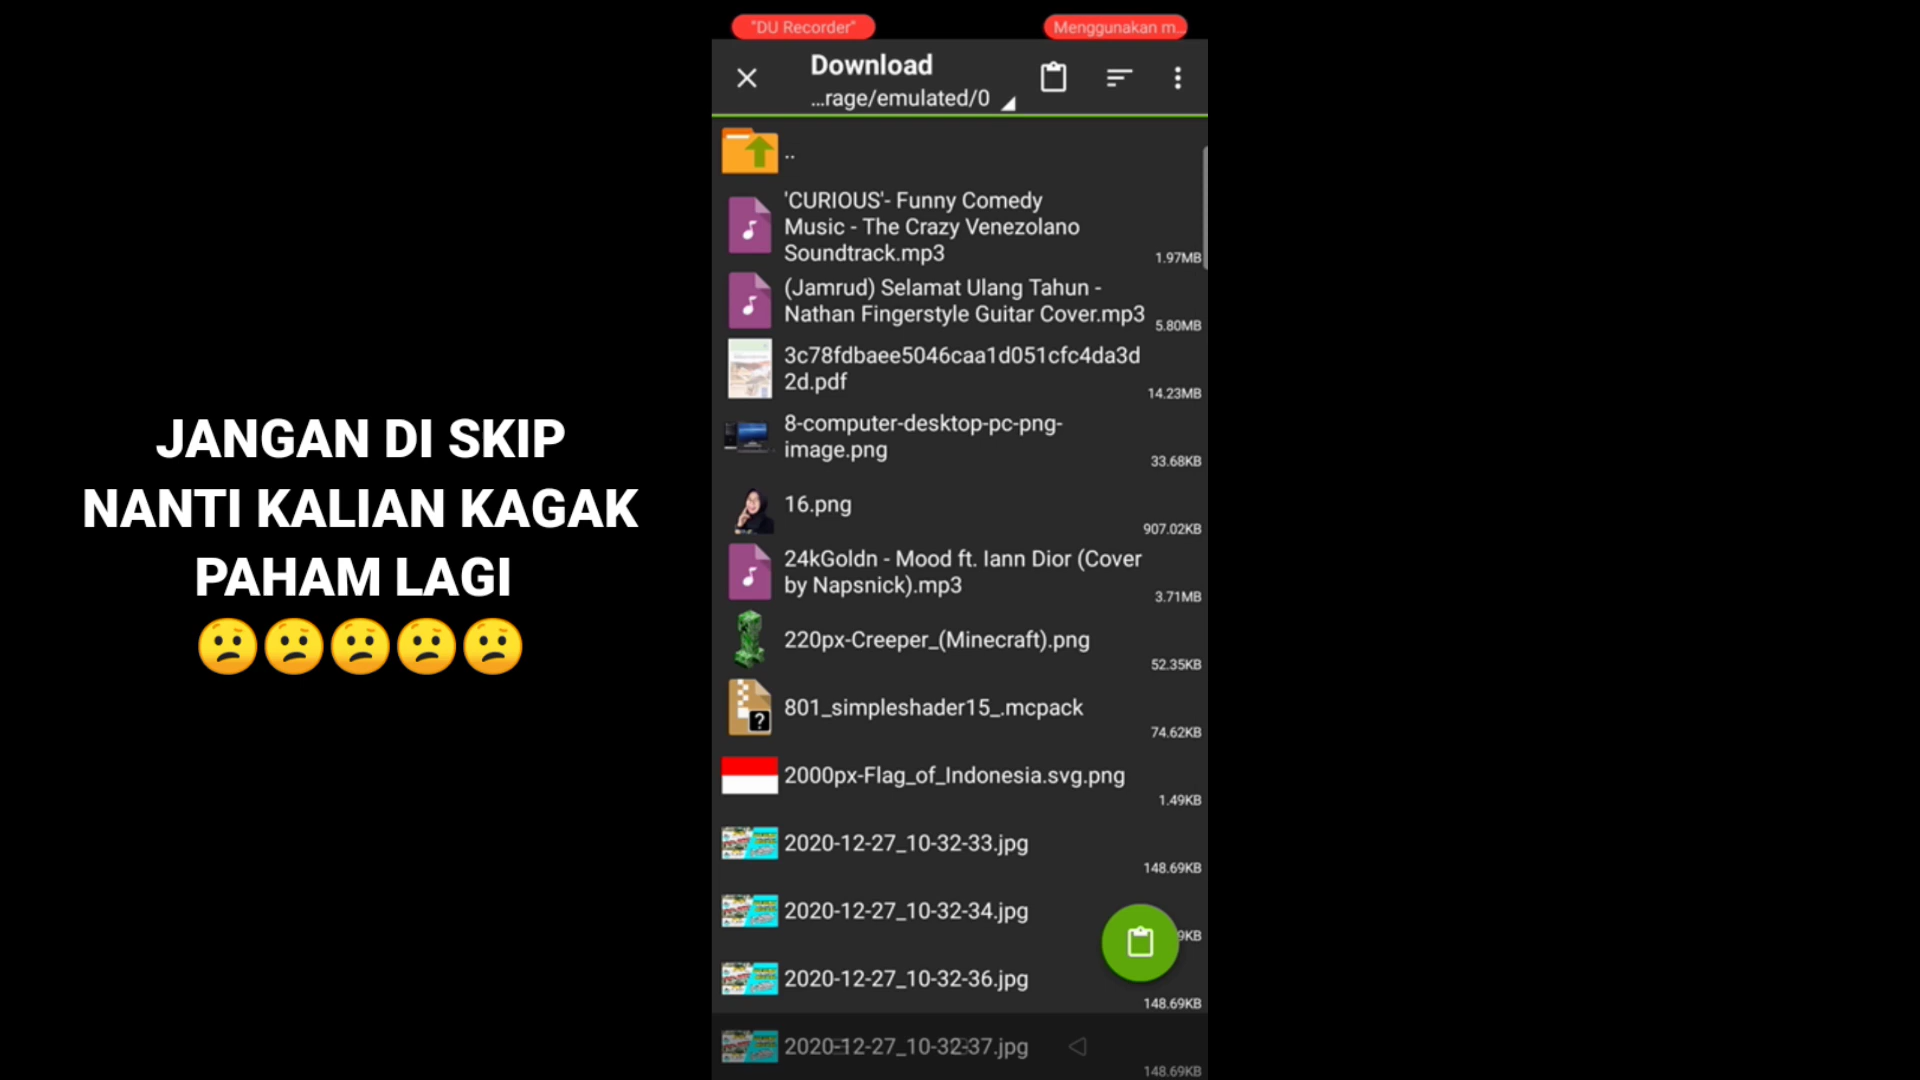 "DU Recorder"
Menggunakan m...
Download
...rage/emulated/0
..
'CURIOUS'- Funny Comedy
Music - The Crazy Venezolano
Soundtrack.mp3
1.97MB
(Jamrud) Selamat Ulang Tahun -
Nathan Fingerstyle Guitar Cover.mp3
5.80MB
3c78fdbaee5046caa1d051cfc4da3d
2d.pdf
14.23MB
8-computer-desktop-pc-png-
image.png
33.68KB
16.png
907.02KB
24kGoldn - Mood ft. Iann Dior (Cover
by Napsnick).mp3
3.71MB
220px-Creeper_(Minecraft).png
52.35KB
801_simpleshader15_.mcpack
74.62KB
2000px-Flag_of_Indonesia.svg.png
1.49KB
2020-12-27_10-32-33.jpg
148.69KB
2020-12-27_10-32-34.jpg
9KB
2020-12-27_10-32-36.jpg
148.69KB
2020-12-27_10-32-37.jpg
148.69KB
JANGAN DI SKIP
NANTI KALIAN KAGAK
PAHAM LAGI
😕😕😕😕😕